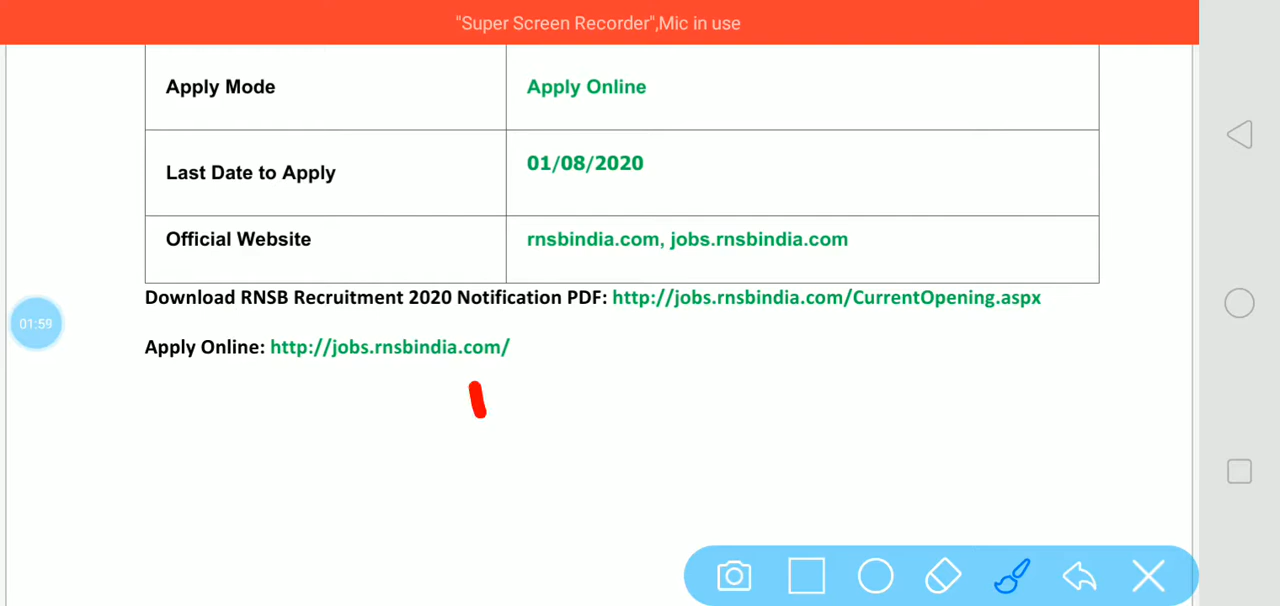 "Super Screen Recorder",Mic in use
Apply Mode Apply Online
Last Date to Apply 01/08/2020
Official Website rnsbindia.com, jobs.rnsbindia.com
Download RNSB Recruitment 2020 Notification PDF: http://jobs.rnsbindia.com/CurrentOpening.aspx
01:59
Apply Online: http://jobs.rnsbindia.com/